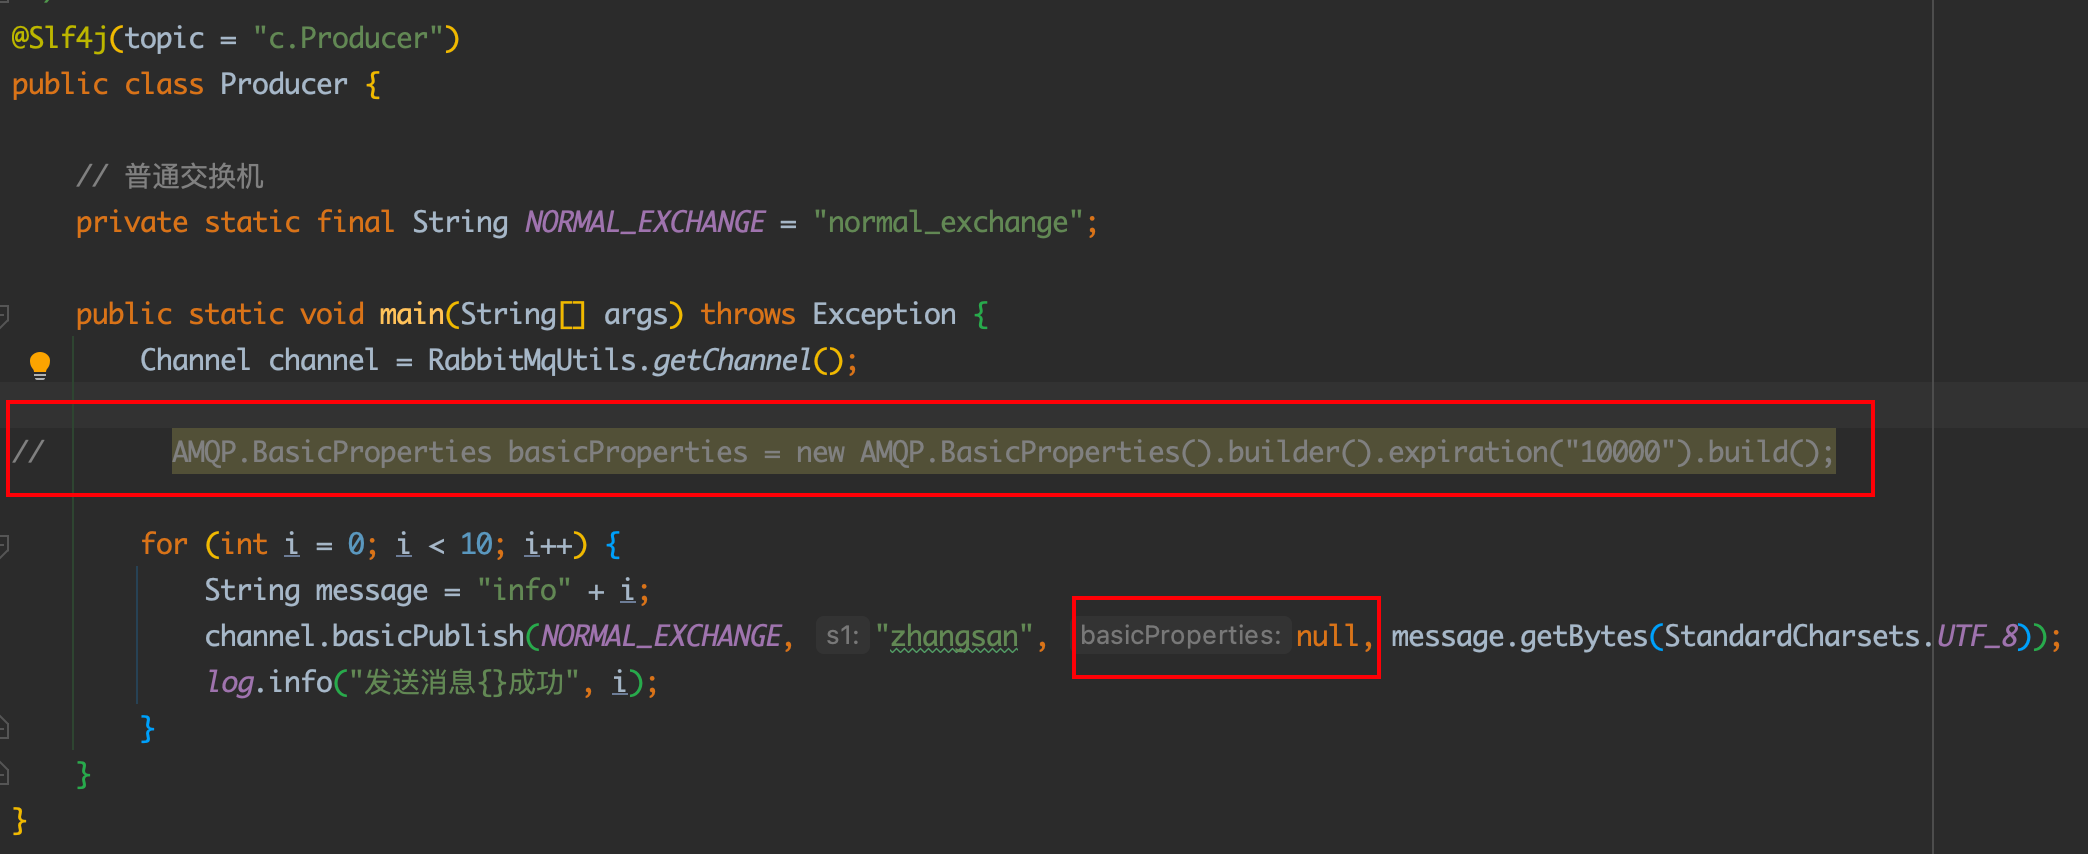 @Slf4j(topic = "c.Producer")
public class Producer {
// 普通交换机
private static final String NORMAL_EXCHANGE = "normal_exchange";
public static void main(String[] args) throws Exception {
Channel channel = RabbitMqUtils.getChannel();
// AMQP.BasicProperties basicProperties = new AMQP.BasicProperties().builder().expiration("10000").build();
for (int i = 0; i < 10; i++) {
String message = "info" + i;
channel.basicPublish(NORMAL_EXCHANGE, s1: "zhangsan", basicProperties: null, message.getBytes(StandardCharsets.UTF_8));
log.info("发送消息{}成功", i);
}
}
}